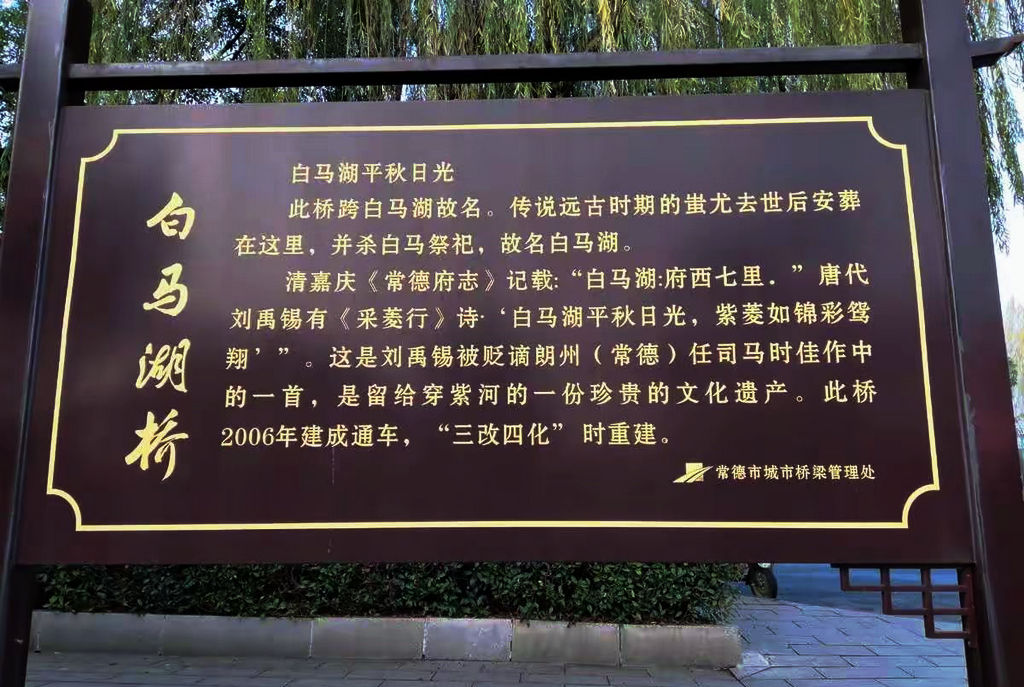 白马湖桥
白马湖平秋日光
此桥跨白马湖故名。传说远古时期的蚩尤去世后安葬
在这里，并杀白马祭祀，故名白马湖。
清嘉庆《常德府志》记载:“白马湖:府西七里．”唐代
刘禹锡有《采菱行》诗·‘白马湖平秋日光，紫菱如锦彩鸳
翔’”。这是刘禹锡被贬谪朗州（常德）任司马时佳作中
的一首，是留给穿紫河的一份珍贵的文化遗产。此桥
2006年建成通车，“三改四化”时重建。
常德市城市桥梁管理处